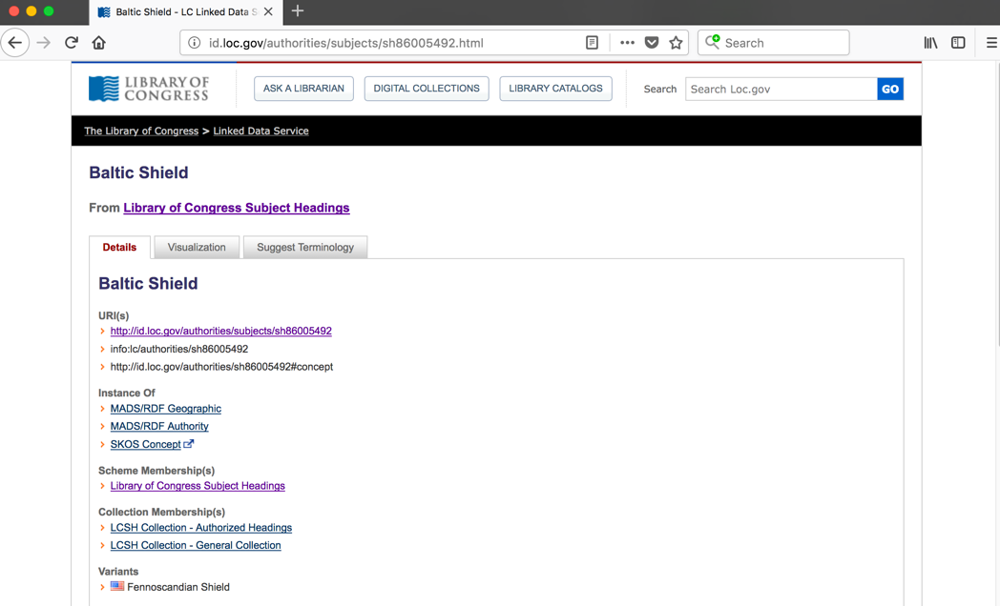 Baltic Shield - LC Linked Data S
id.loc.gov/authorities/subjects/sh86005492.html
Search
LIBRARY OF
CONGRESS
ASK A LIBRARIAN
DIGITAL COLLECTIONS
LIBRARY CATALOGS
Search
Search Loc.gov
GO
The Library of Congress > Linked Data Service
Baltic Shield
From Library of Congress Subject Headings
Details
Visualization
Suggest Terminology
Baltic Shield
URI(s)
http://id.loc.gov/authorities/subjects/sh86005492
info:lc/authorities/sh86005492
http://id.loc.gov/authorities/sh86005492#concept
Instance Of
MADS/RDF Geographic
MADS/RDF Authority
SKOS Concept
Scheme Membership(s)
Library of Congress Subject Headings
Collection Membership(s)
LCSH Collection - Authorized Headings
LCSH Collection - General Collection
Variants
Fennoscandian Shield